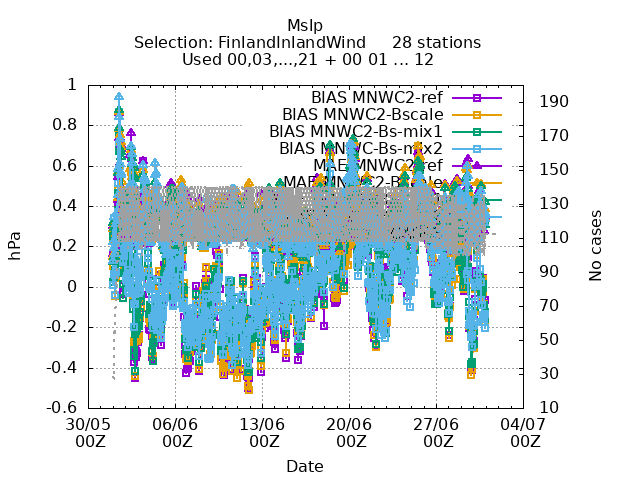 Mslp
Selection: FinlandInlandWind 28 stations
Used 00,03,...,21 + 00 01 ... 12
BIAS MNWC2-ref
BIAS MNWC2-Bscale
BIAS MNWC-Bs-mix1
BIAS MNWC-Bs-mix2
MAE MNWC2-ref
1
0.8
0.6
0.4
0.2
0
-0.2
-0.4
-0.6
hPa
190
170
150
130
110
90
70
50
30
10
No cases
30/05 06/06 13/06 20/06 27/06 04/07
00Z 00Z 00Z 00Z 00Z 00Z
Date